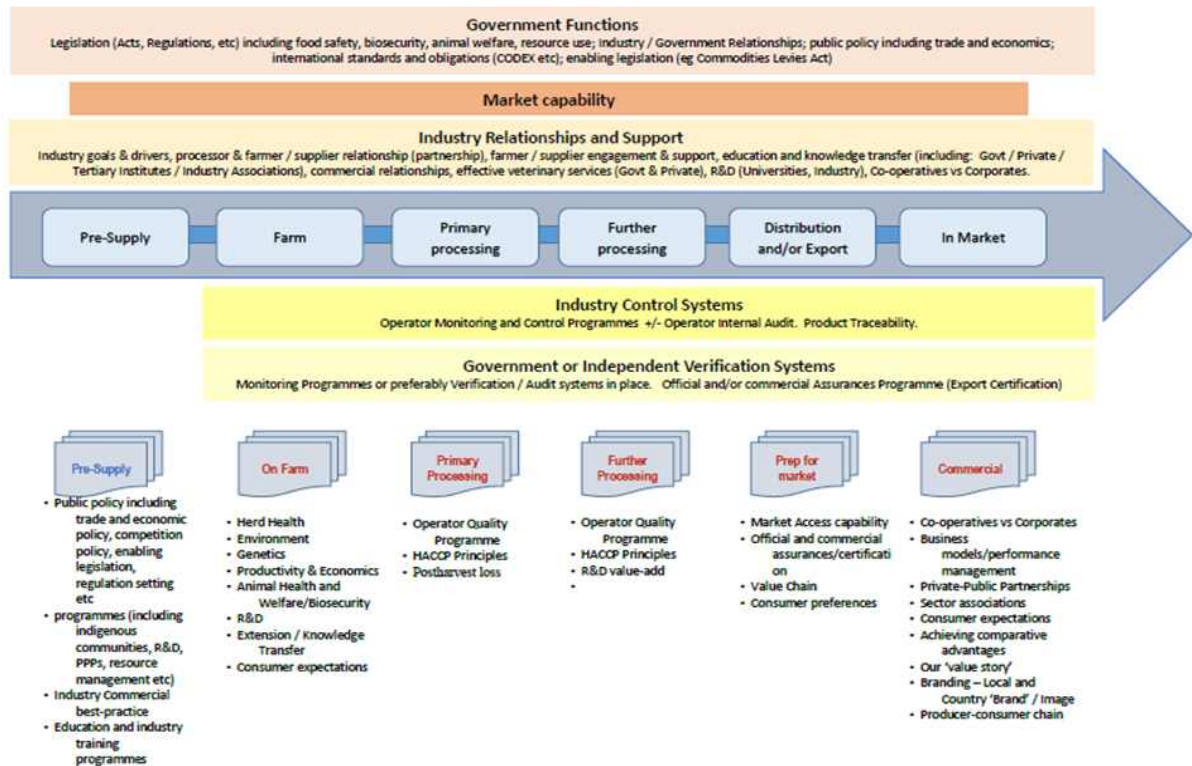 Government Functions
Legislation (Acts, Regulations, etc) including food safety, biosecurity, animal welfare, resource use; Industry / Government Relationships; public policy including trade and economics;
international standards and obligations (CODEX etc); enabling legislation (eg Commodities Levies Act)
Market capability
Industry Relationships and Support
Industry goals & drivers, processor & farmer / supplier relationship (partnership), farmer / supplier engagement & support, education and knowledge transfer (including: Govt / Private /
Tertiary Institutes / Industry Associations), commercial relationships, effective veterinary services (Govt & Private), R&D (Universities, Industry), Co-operatives vs Corporates.
Pre-Supply
Farm
Primary
processing
Further
processing
Distribution
and/or Export
In Market
Industry Control Systems
Operator Monitoring and Control Programmes +/- Operator Internal Audit. Product Traceability.
Government or Independent Verification Systems
Monitoring Programmes or preferably Verification / Audit systems in place. Official and/or commercial Assurances Programme (Export Certification)
Pre-Supply
• Public policy including
trade and economic
policy, competition
policy, enabling
legislation,
regulation setting
etc
• programmes (including
indigenous
communities, R&D,
PPPs, resource
management etc)
• Industry Commercial
best-practice
• Education and industry
training
programmes
On Farm
• Herd Health
• Environment
• Genetics
• Productivity & Economics
• Animal Health and
Welfare/Biosecurity
• R&D
• Extension / Knowledge
Transfer
• Consumer expectations
Primary
Processing
• Operator Quality
Programme
• HACCP Principles
• Postharvest loss
Further
Processing
• Operator Quality
Programme
• HACCP Principles
• R&D value-add
•
Prep for
market
• Market Access capability
• Official and commercial
assurances/certificati
on
• Value Chain
• Consumer preferences
Commercial
• Co-operatives vs Corporates
• Business
models/performance
management
• Private-Public Partnerships
• Sector associations
• Consumer expectations
• Achieving comparative
advantages
• Our 'value story'
• Branding – Local and
Country 'Brand' / Image
• Producer-consumer chain